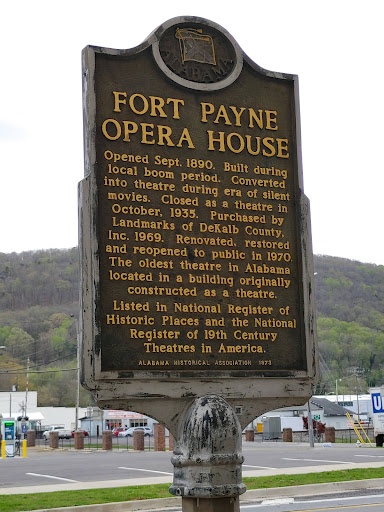 ALABAMA
FORT PAYNE
OPERA HOUSE
Opened Sept. 1890. Built during
local boom period. Converted
into theatre during era of silent
movies. Closed as a theatre in
October, 1935. Purchased by
Landmarks of DeKalb County,
Inc. 1969. Renovated, restored
and reopened to public in 1970.
The oldest theatre in Alabama
located in a building originally
constructed as a theatre.
Listed in National Register of
Historic Places and the National
Register of 19th Century
Theatres in America.
ALABAMA HISTORICAL ASSOCIATION 1973
U